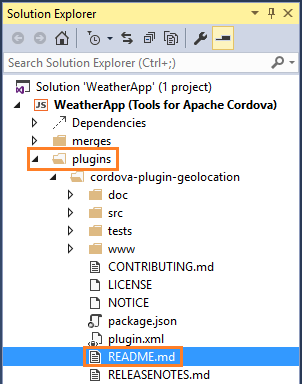 Solution Explorer
Search Solution Explorer (Ctrl+;)
Solution 'WeatherApp' (1 project)
JS WeatherApp (Tools for Apache Cordova)
Dependencies
merges
plugins
cordova-plugin-geolocation
doc
src
tests
www
CONTRIBUTING.md
LICENSE
NOTICE
package.json
plugin.xml
README.md
RELEASENOTES.md